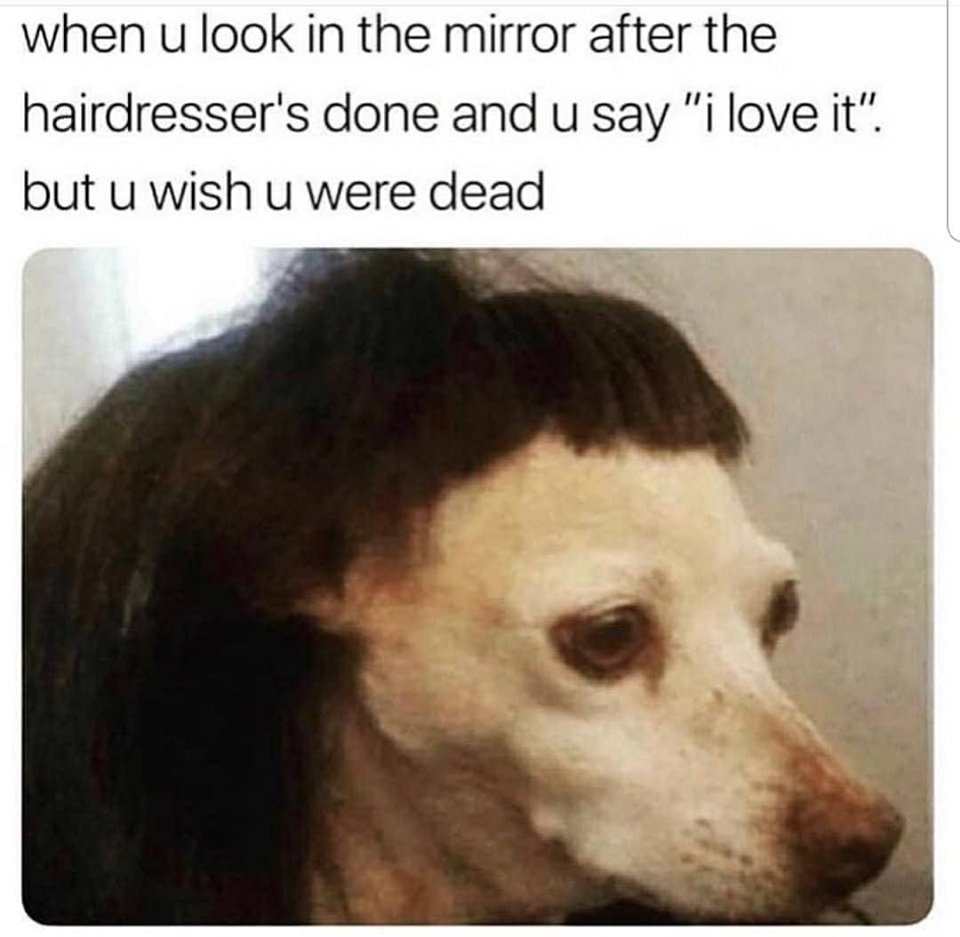 when u look in the mirror after the
hairdresser's done and u say "i love it".
but u wish u were dead